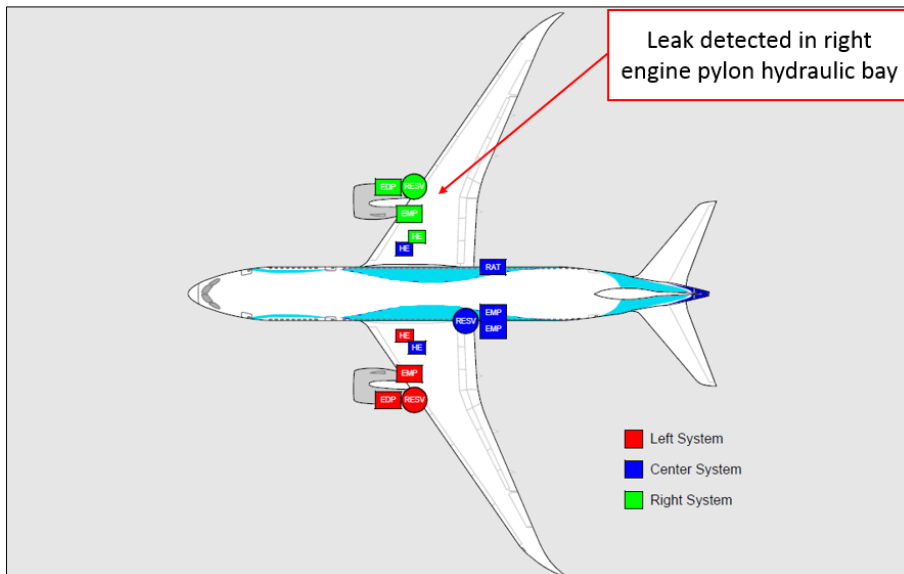 Leak detected in right
engine pylon hydraulic bay
EDP
RESV
EMP
HE
HE
RAT
EMP
RESV
EMP
HE
HE
EMP
EDP
RESV
Left System
Center System
Right System